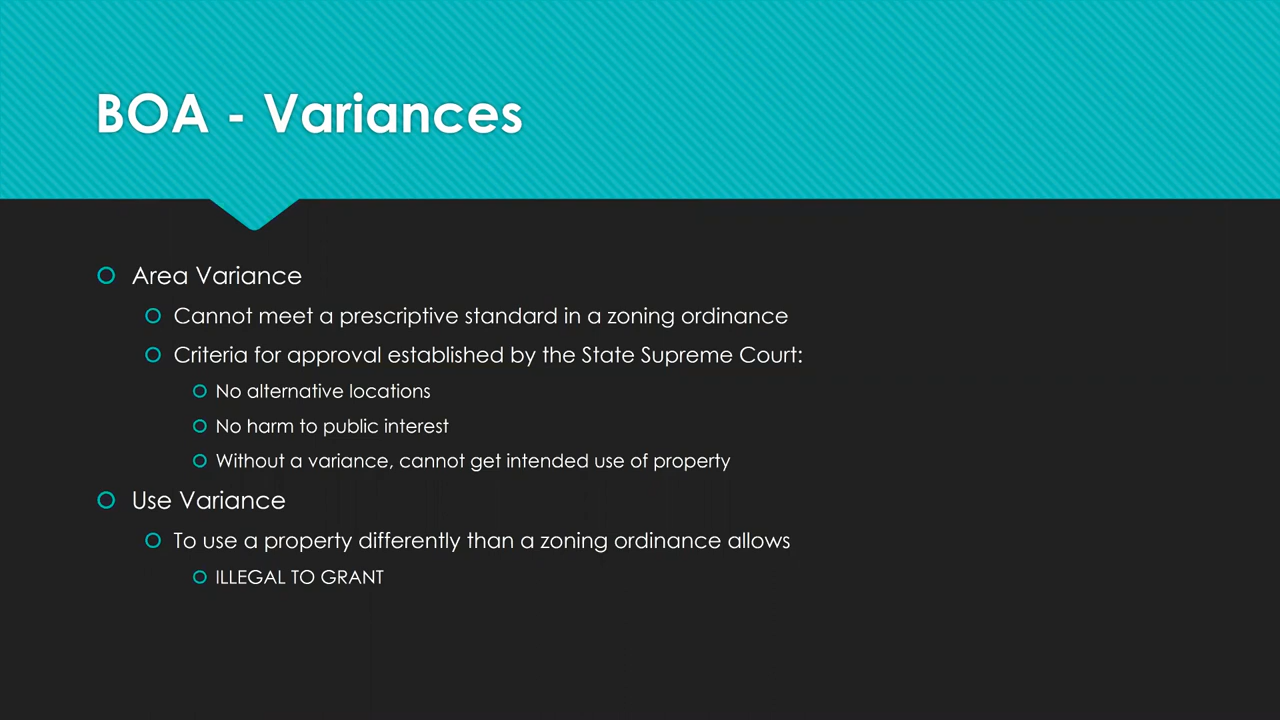 BOA - Variances
Area Variance
Cannot meet a prescriptive standard in a zoning ordinance
Criteria for approval established by the State Supreme Court:
No alternative locations
No harm to public interest
Without a variance, cannot get intended use of property
Use Variance
To use a property differently than a zoning ordinance allows
ILLEGAL TO GRANT